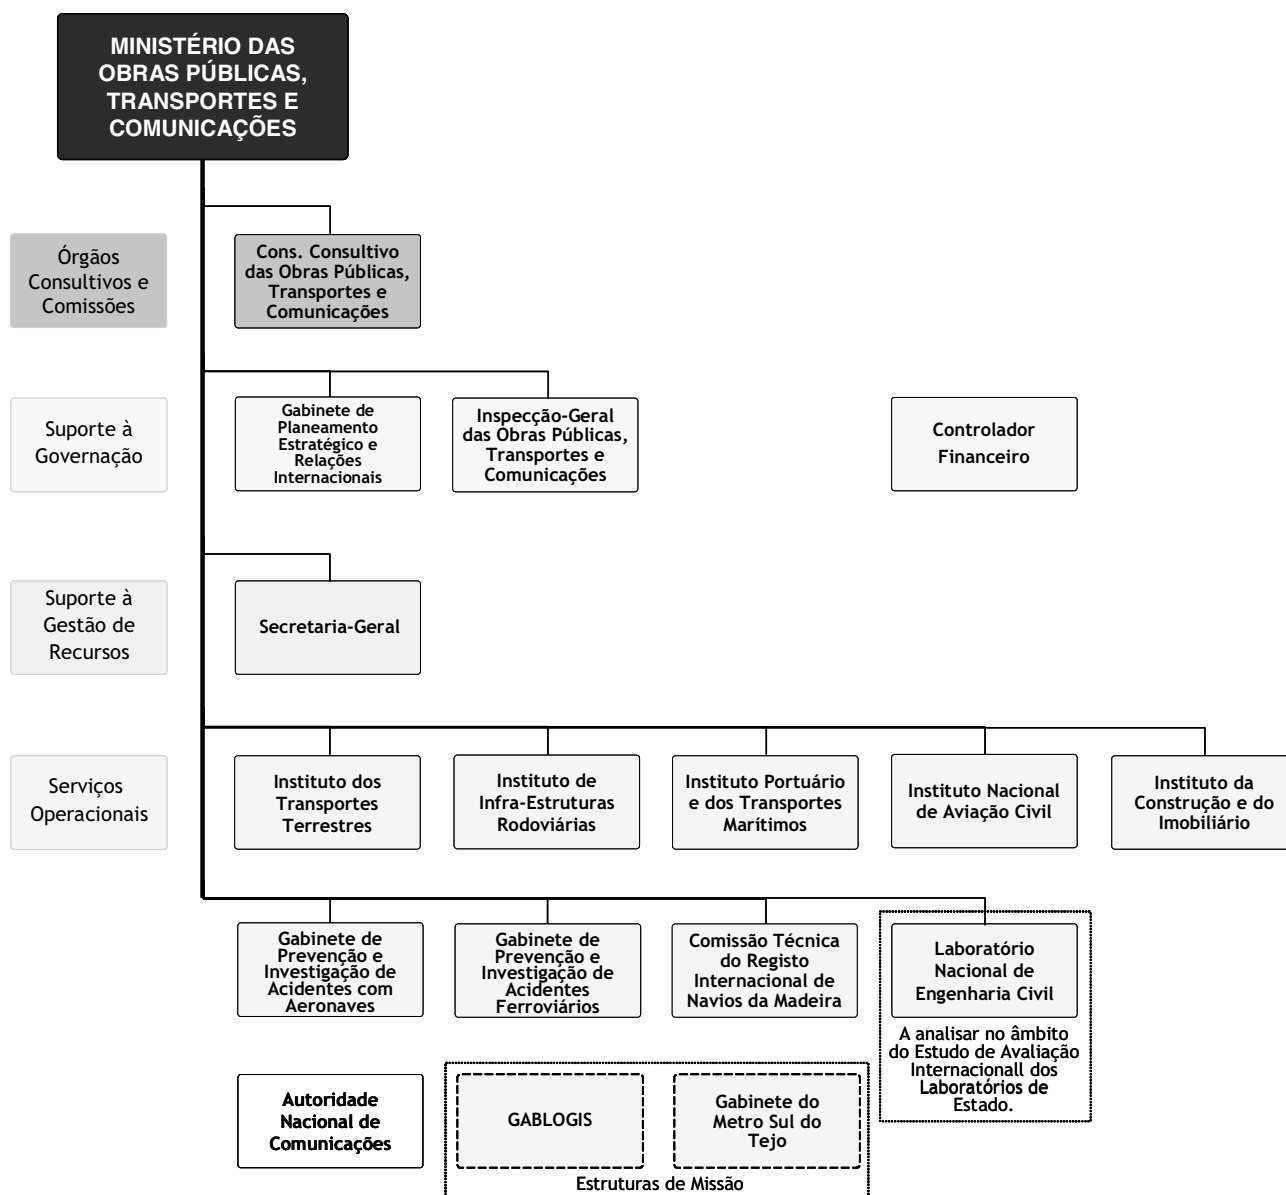 MINISTÉRIO DAS
OBRAS PÚBLICAS,
TRANSPORTES E
COMUNICAÇÕES
Órgãos
Consultivos e
Comissões
Cons. Consultivo
das Obras Públicas,
Transportes e
Comunicações
Suporte à
Governação
Gabinete de
Planeamento
Estratégico e
Relações
Internacionais
Inspecção-Geral
das Obras Públicas,
Transportes e
Comunicações
Controlador
Financeiro
Suporte à
Gestão de
Recursos
Secretaria-Geral
Serviços
Operacionais
Instituto dos
Transportes
Terrestres
Instituto de
Infra-Estruturas
Rodoviárias
Instituto Portuário
e dos Transportes
Marítimos
Instituto Nacional
de Aviação Civil
Instituto da
Construção e do
Imobiliário
Gabinete de
Prevenção e
Investigação de
Acidentes com
Aeronaves
Gabinete de
Prevenção e
Investigação de
Acidentes
Ferroviários
Comissão Técnica
do Registo
Internacional de
Navios da Madeira
Laboratório
Nacional de
Engenharia Civil
A analisar no âmbito
do Estudo de Avaliação
Internacionall dos
Laboratórios de
Estado.
Autoridade
Nacional de
Comunicações
GABLOGIS
Gabinete do
Metro Sul do
Tejo
Estruturas de Missão